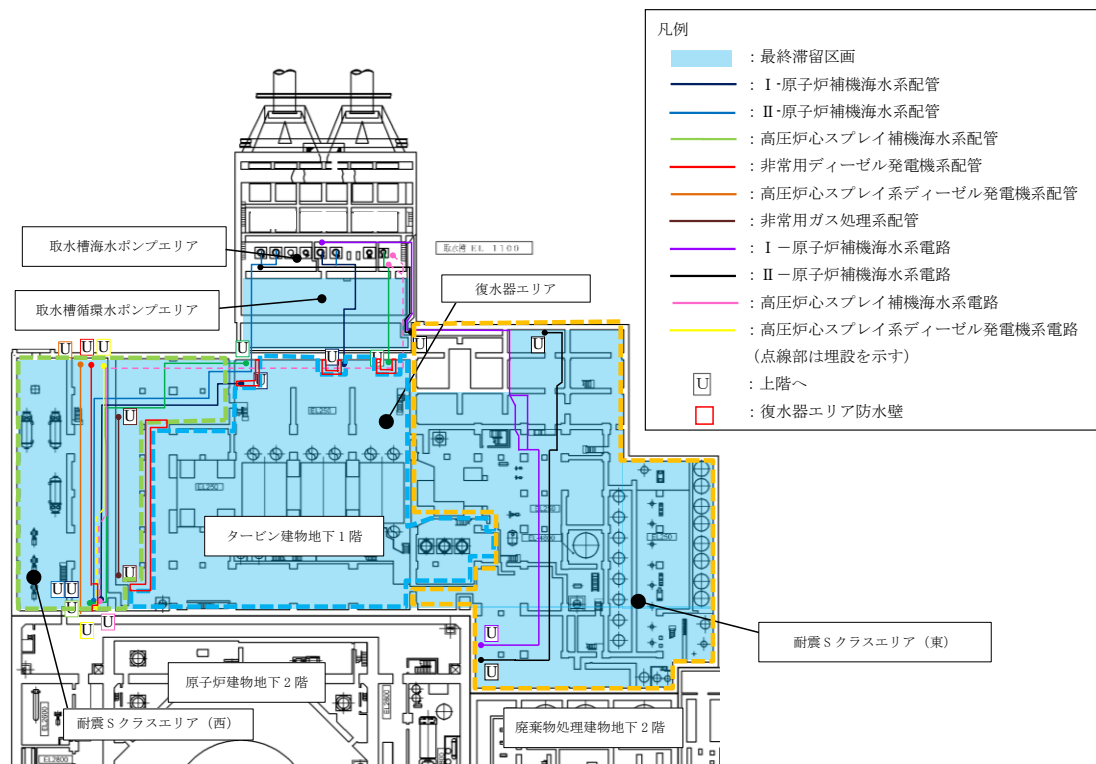 凡例
：最終滞留区画
：Ⅰ-原子炉補機海水系配管
：Ⅱ-原子炉補機海水系配管
：高圧炉心スプレイ補機海水系配管
：非常用ディーゼル発電機系配管
：高圧炉心スプレイ系ディーゼル発電機系配管
：非常用ガス処理系配管
：Ⅰ－原子炉補機海水系電路
：Ⅱ－原子炉補機海水系電路
：高圧炉心スプレイ補機海水系電路
：高圧炉心スプレイ系ディーゼル発電機系電路
（点線部は埋設を示す）
U ：上階へ
：復水器エリア防水壁
取水槽海水ポンプエリア
取水槽 EL 1100
取水槽循環水ポンプエリア
復水器エリア
U U U
U
U
U
U
U
EL250
U
EL250
EL250
タービン建物地下１階
EL250
U
U U
U
U
U
U
U
耐震Ｓクラスエリア（東）
原子炉建物地下２階
耐震Ｓクラスエリア（西）
廃棄物処理建物地下２階
EL2600
EL2800
EL2800